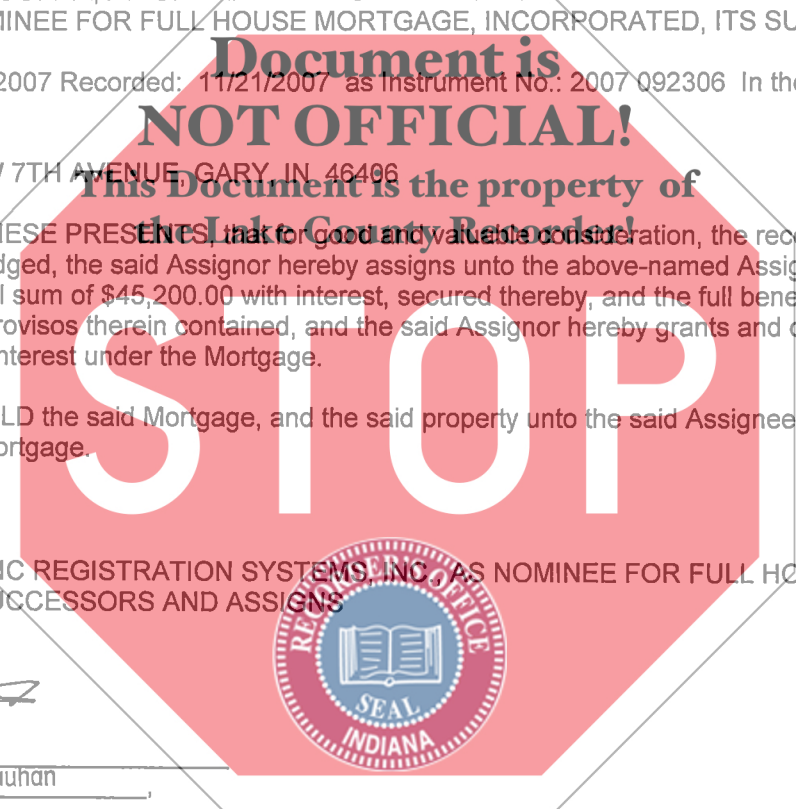 MINEE FOR FULL HOUSE MORTGAGE, INCORPORATED, ITS SU
Document is
2007 Recorded: 11/21/2007 as Instrument No.: 2007 092306 In the
NOT OFFICIAL!
7TH AVENUE, GARY, IN 46406
This Document is the property of
the Lake County Recorder!
HESE PRESENTS, that for good and valuable consideration, the rece
dged, the said Assignor hereby assigns unto the above-named Assig
l sum of $45,200.00 with interest, secured thereby, and the full bene
rovisos therein contained, and the said Assignor hereby grants and c
nterest under the Mortgage.
STOP
LD the said Mortgage, and the said property unto the said Assignee
ortgage.
IC REGISTRATION SYSTEMS, INC., AS NOMINEE FOR FULL HO
UCCESSORS AND ASSIGNS
RECORDER'S OFFICE
SEAL
INDIANA
auhan